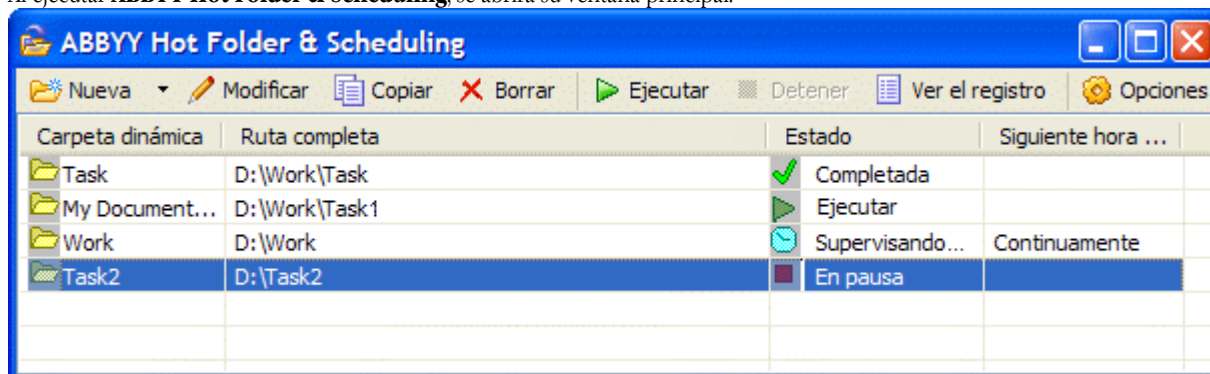 Al ejecutar ABBYY Hot Folder & Scheduling, se abrirá su ventana principal.
ABBYY Hot Folder & Scheduling
Nueva Modificar Copiar Borrar Ejecutar Detener Ver el registro Opciones
Carpeta dinámica Ruta completa Estado Siguiente hora ...
Task D:\Work\Task Completada
My Document... D:\Work\Task1 Ejecutar
Work D:\Work Supervisando... Continuamente
Task2 D:\Task2 En pausa